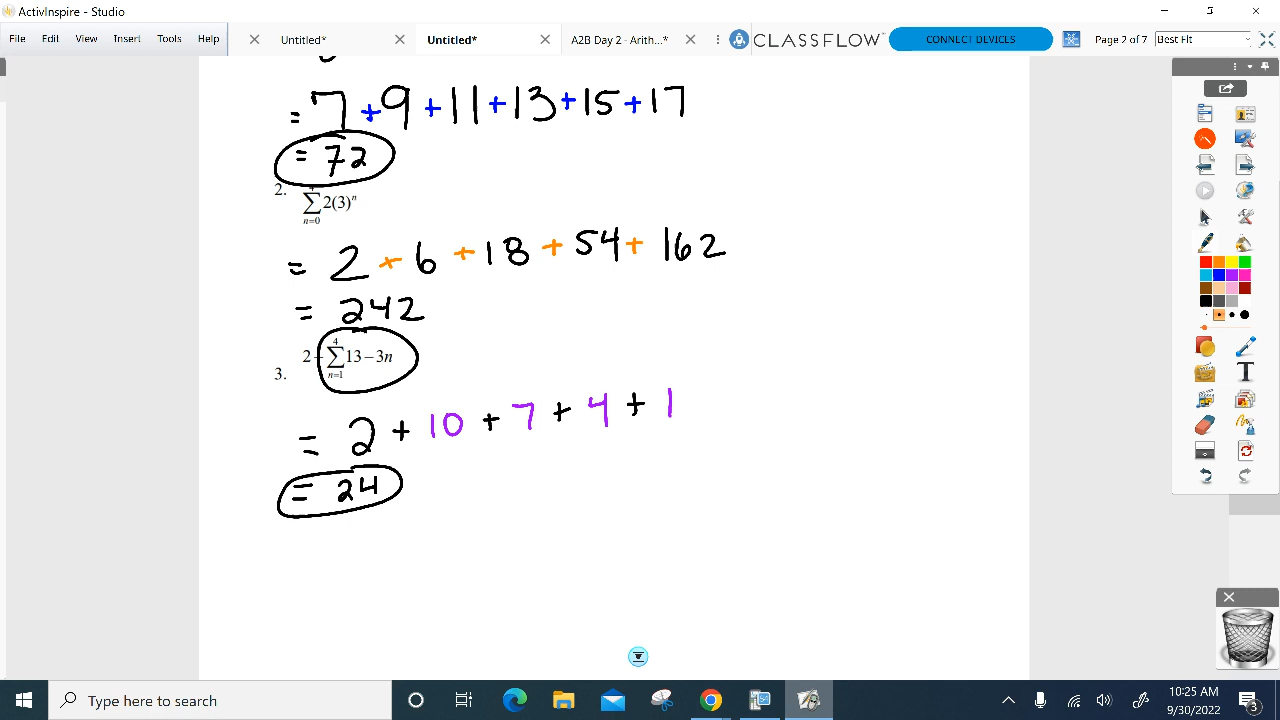 ActivInspire - Studio
File Edit View Insert Tools Help
Untitled* Untitled* A2B Day 2 - Arith...* CLASSFLOW CONNECT DEVICES Page 2 of 7 Best Fit
= 7 + 9 + 11 + 13 + 15 + 17
= 72
2. ∑ n=0 2(3)ⁿ
= 2 + 6 + 18 + 54 + 162
= 242
3. 2 + ∑ 4 n=1 13 – 3n
= 2 + 10 + 7 + 4 + 1
= 24
Type here to search
10:25 AM
9/30/2022
3